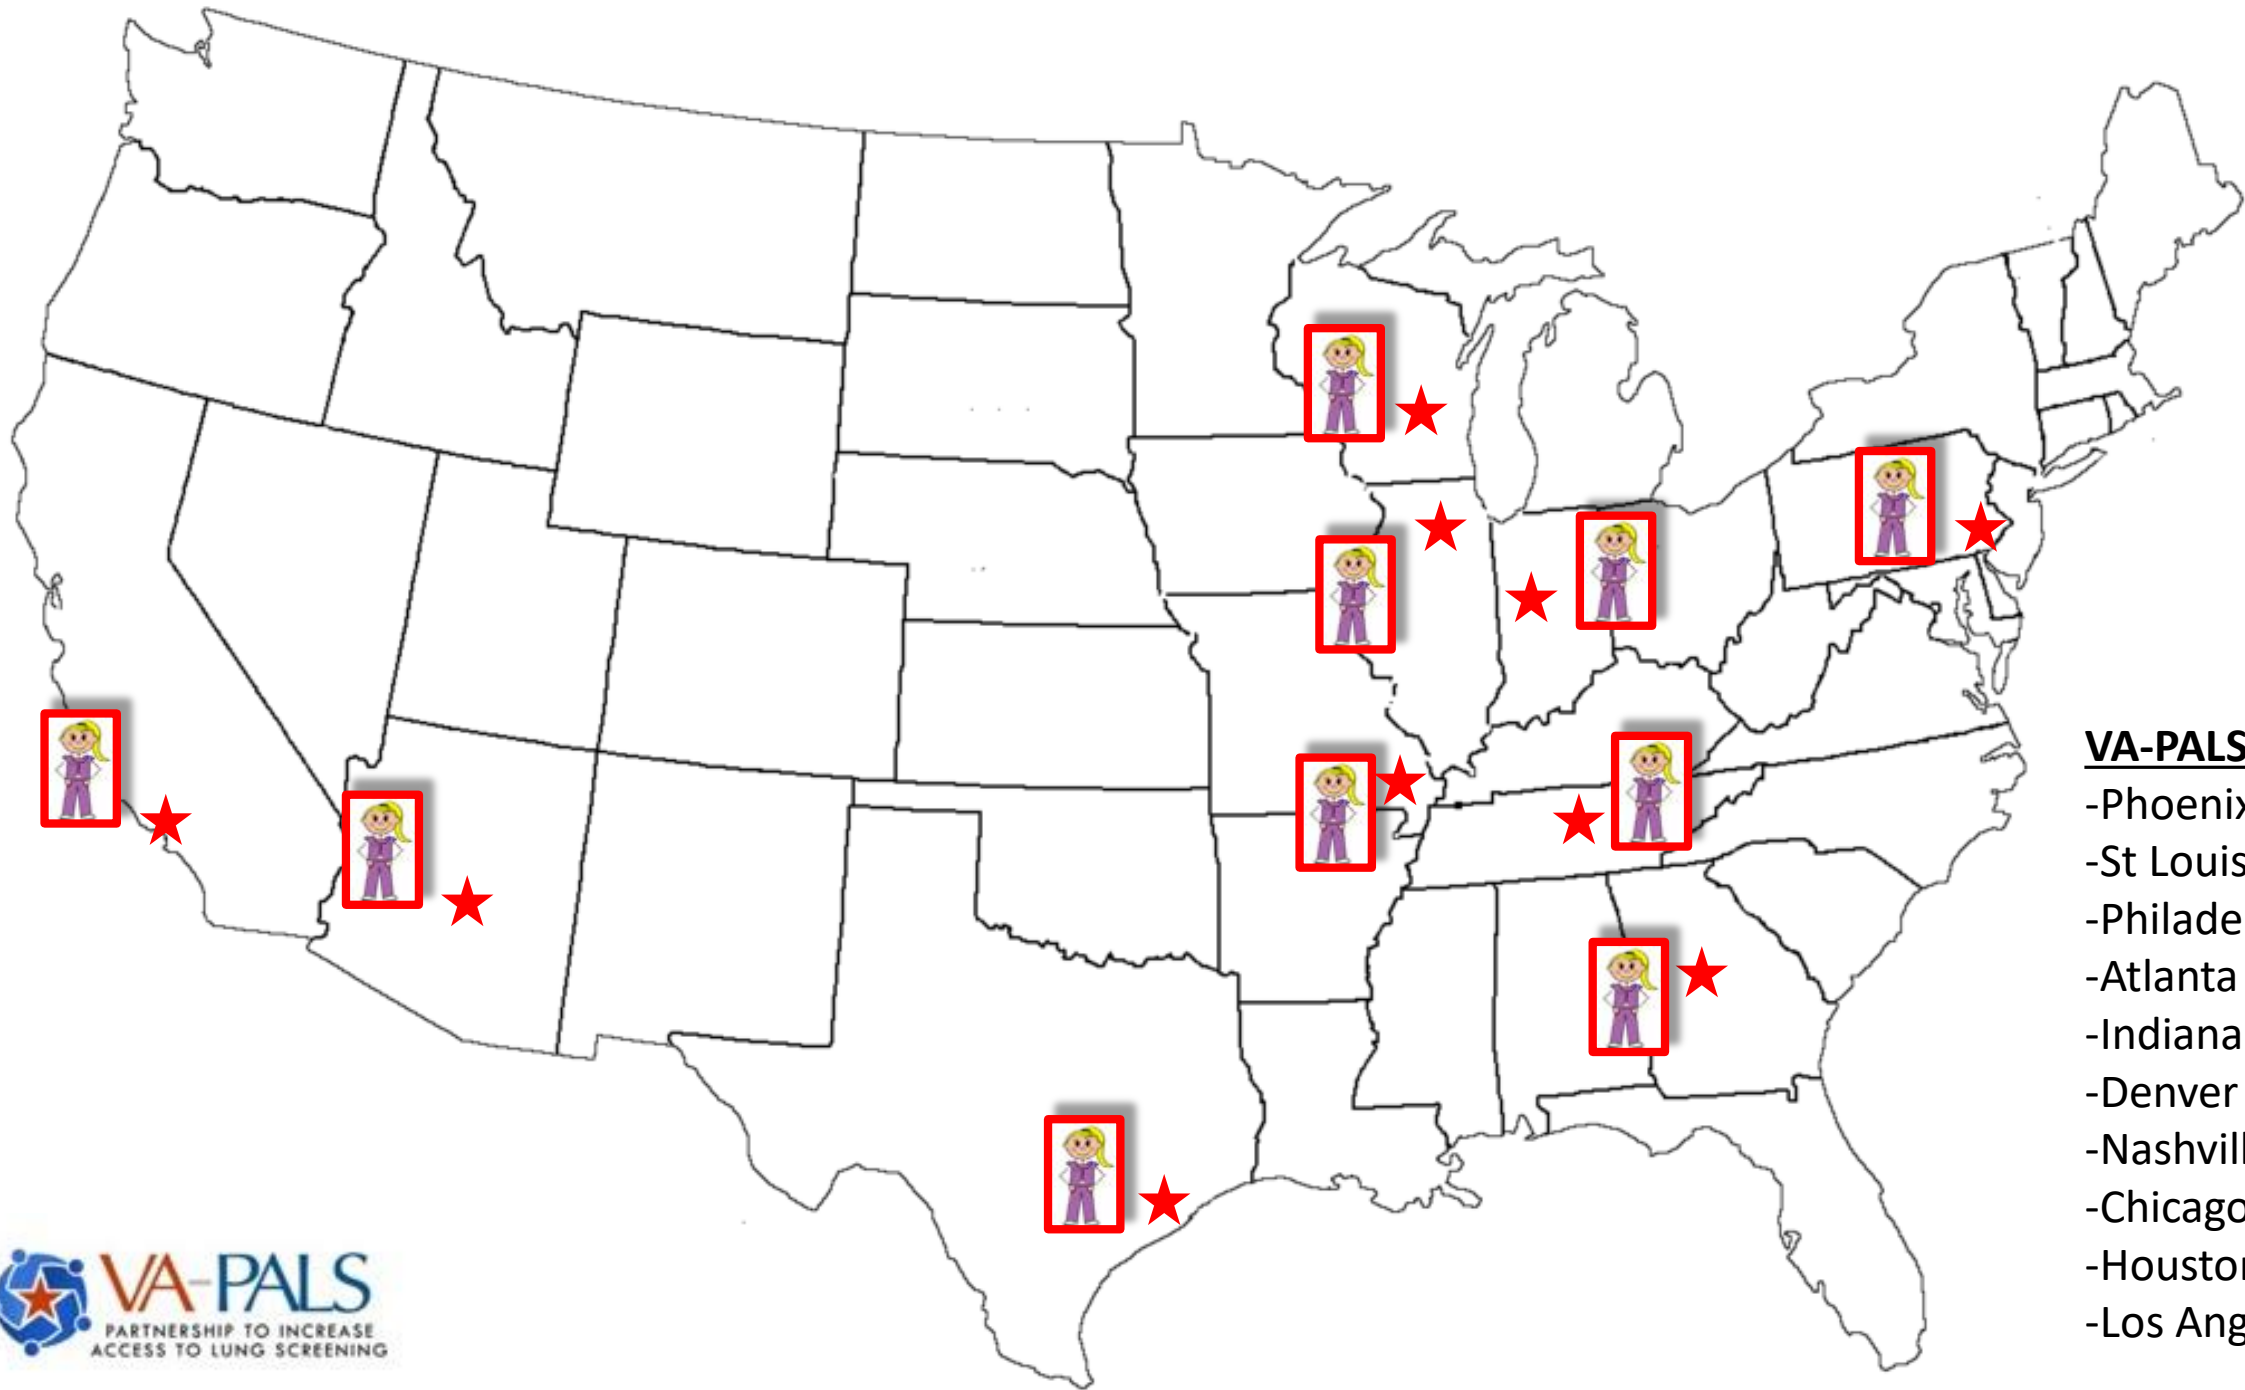 VA-PALS
-Phoenix
-St Louis
-Philade
-Atlanta
-Indiana
-Denver
-Nashvill
-Chicago
-Houston
-Los Ang
VA-PALS
PARTNERSHIP TO INCREASE
ACCESS TO LUNG SCREENING